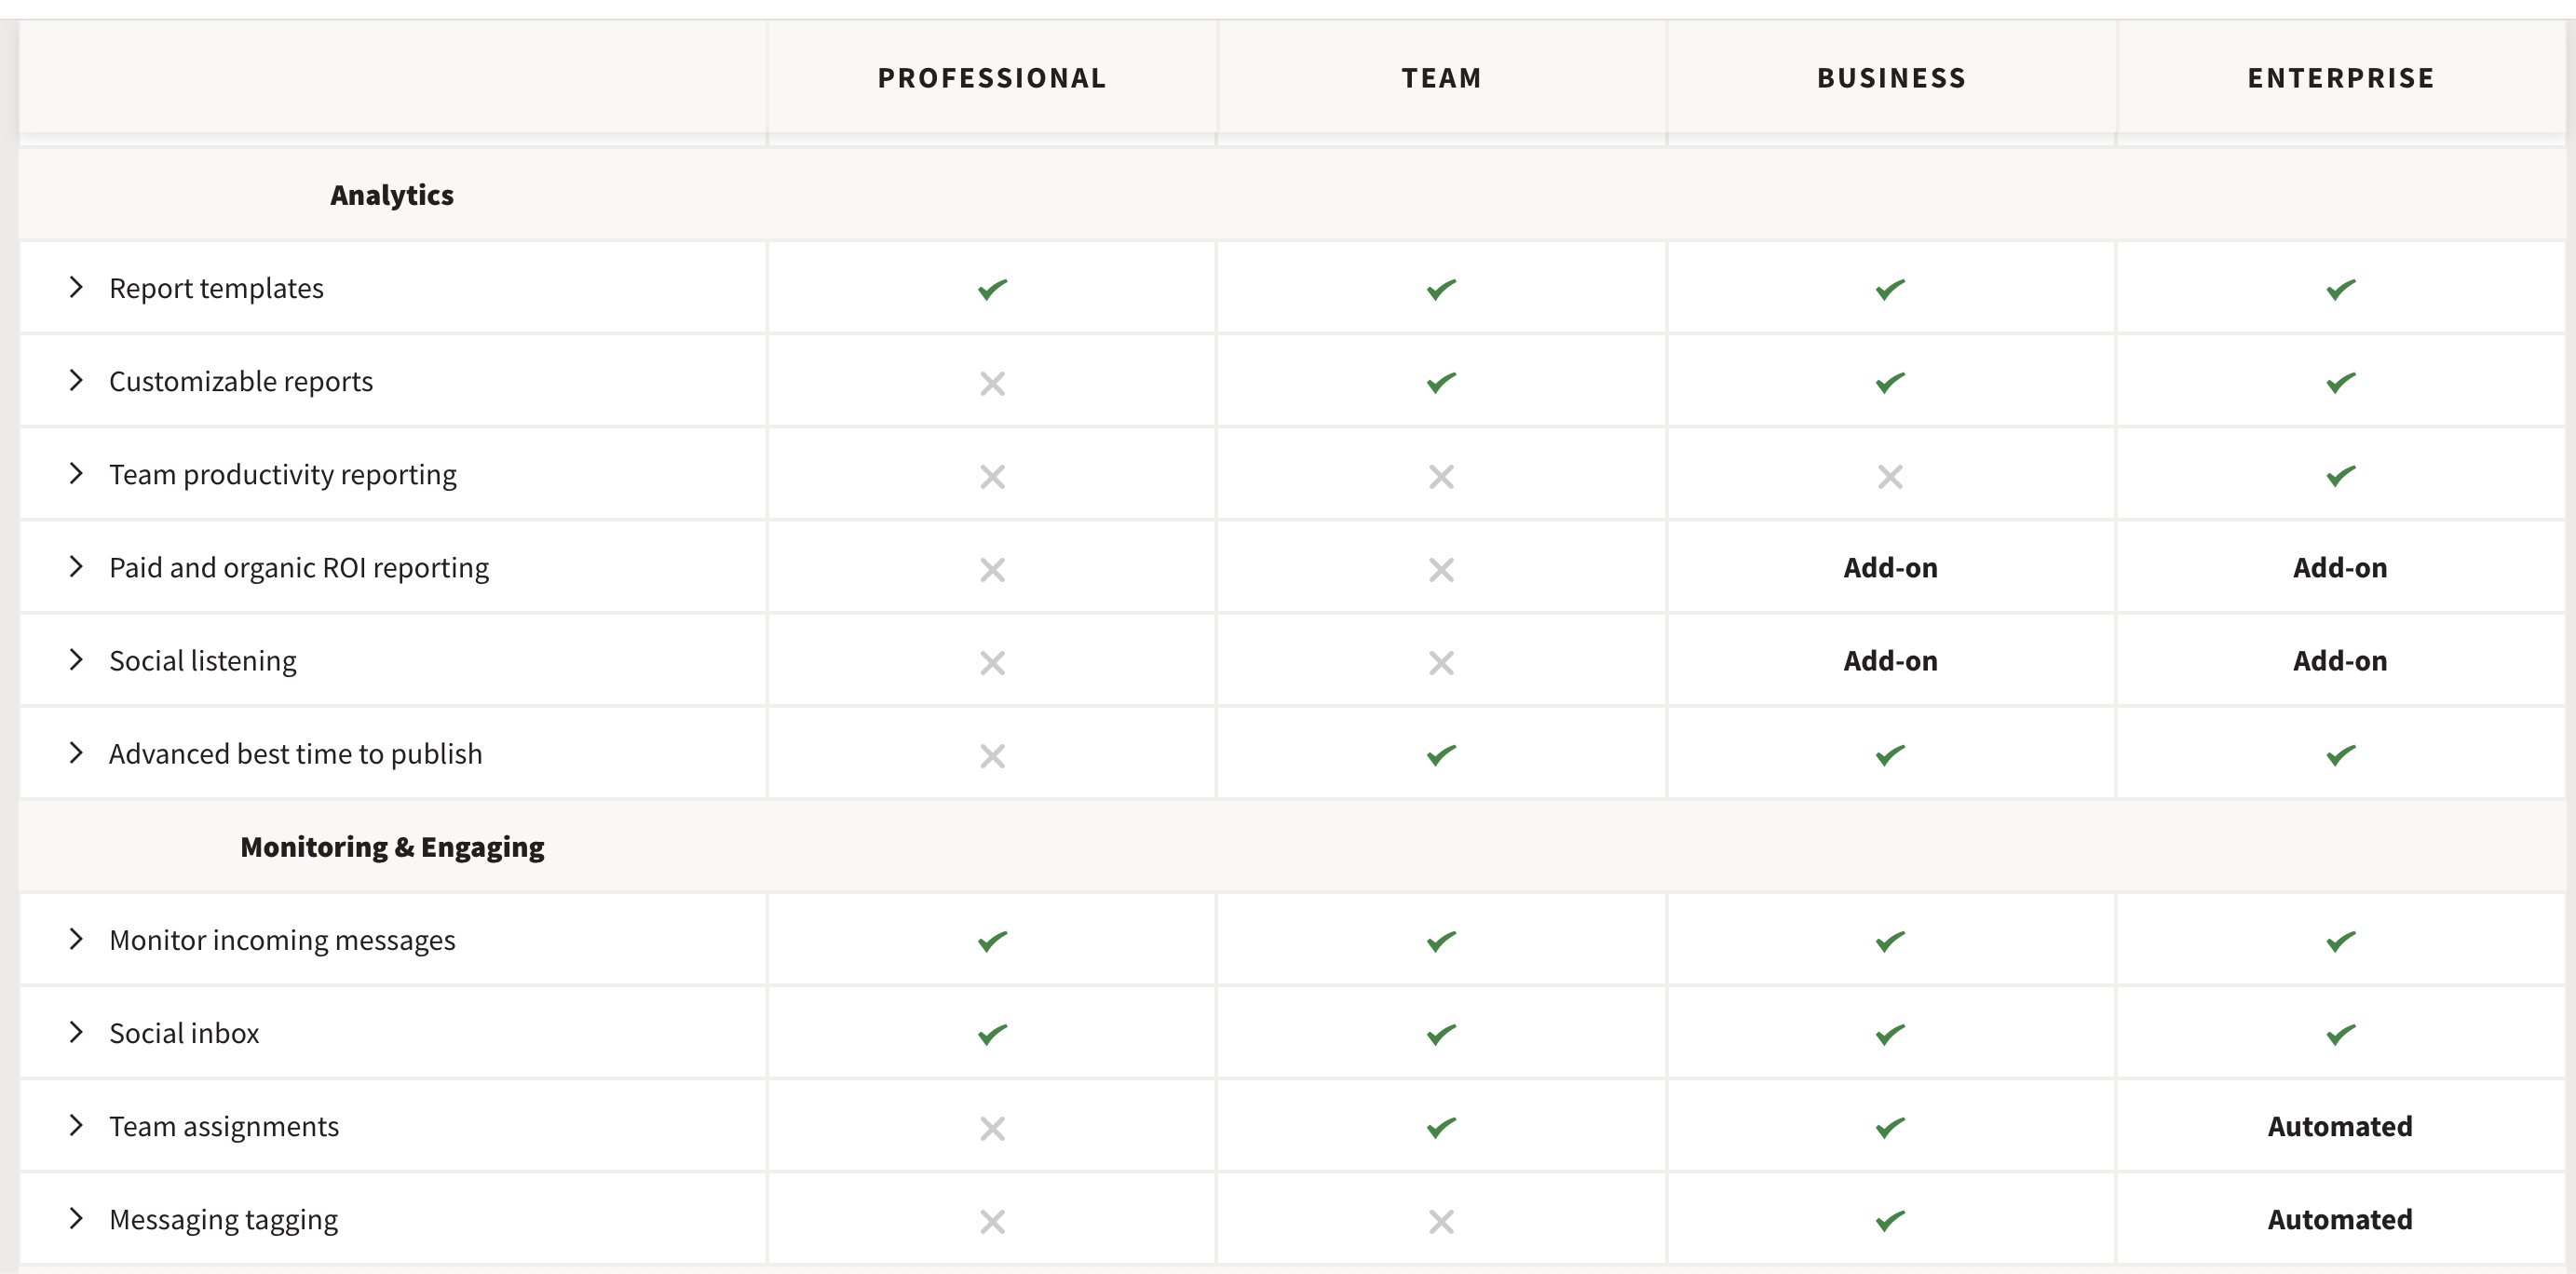 PROFESSIONAL TEAM BUSINESS ENTERPRISE
Analytics
Report templates
Customizable reports
Team productivity reporting
Paid and organic ROI reporting Add-on Add-on
Social listening Add-on Add-on
Advanced best time to publish
Monitoring & Engaging
Monitor incoming messages
Social inbox
Team assignments Automated
Messaging tagging Automated